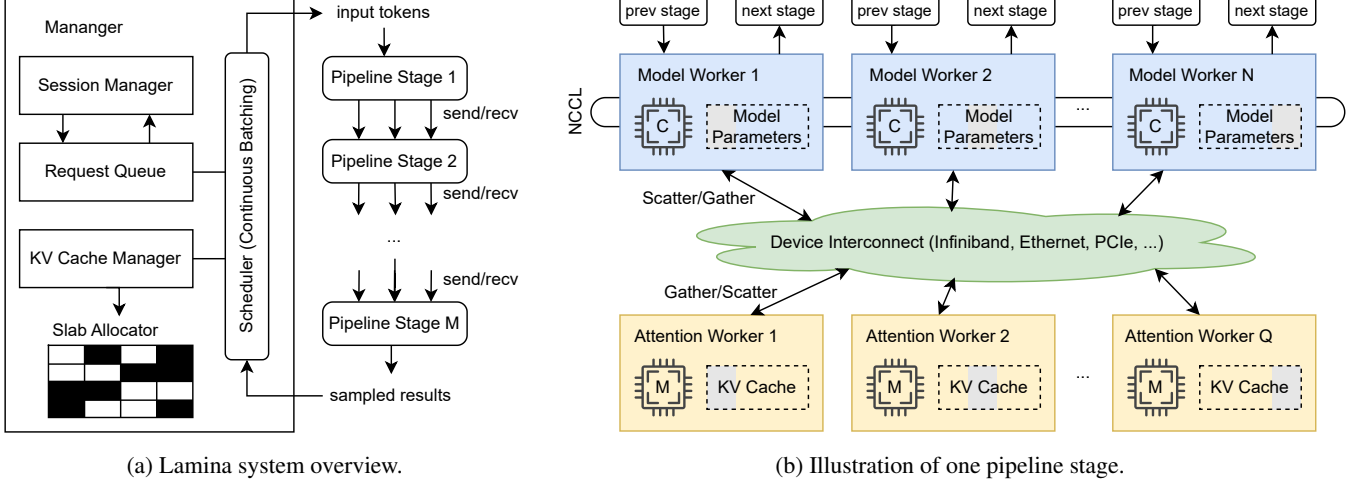 Mananger
Session Manager
Request Queue
KV Cache Manager
Slab Allocator
Scheduler (Continuous Batching)
input tokens
Pipeline Stage 1
send/recv
Pipeline Stage 2
send/recv
...
send/recv
Pipeline Stage M
sampled results
(a) Lamina system overview.
prev stage
next stage
prev stage
next stage
prev stage
next stage
NCCL
Model Worker 1
C
Model
Parameters
Model Worker 2
C
Model
Parameters
...
Model Worker N
C
Model
Parameters
Scatter/Gather
Device Interconnect (Infiniband, Ethernet, PCIe, ...)
Gather/Scatter
Attention Worker 1
M
KV Cache
Attention Worker 2
M
KV Cache
...
Attention Worker Q
M
KV Cache
(b) Illustration of one pipeline stage.